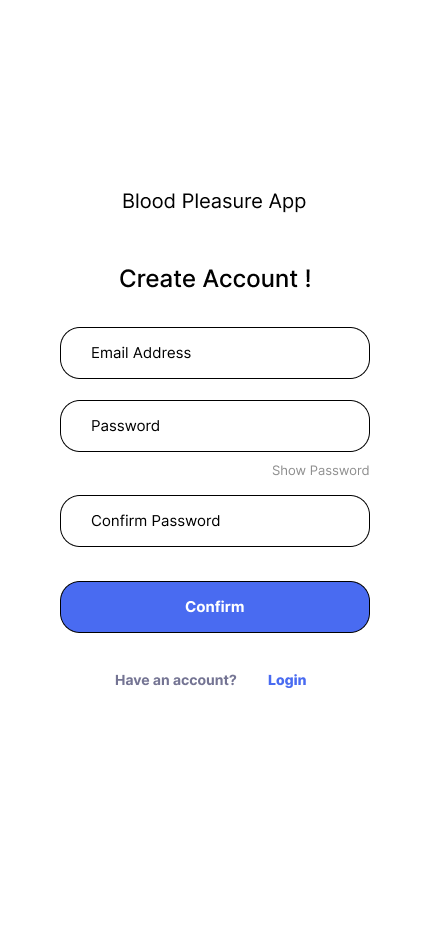 Blood Pleasure App
Create Account !
Email Address
Password
Show Password
Confirm Password
Confirm
Have an account? Login